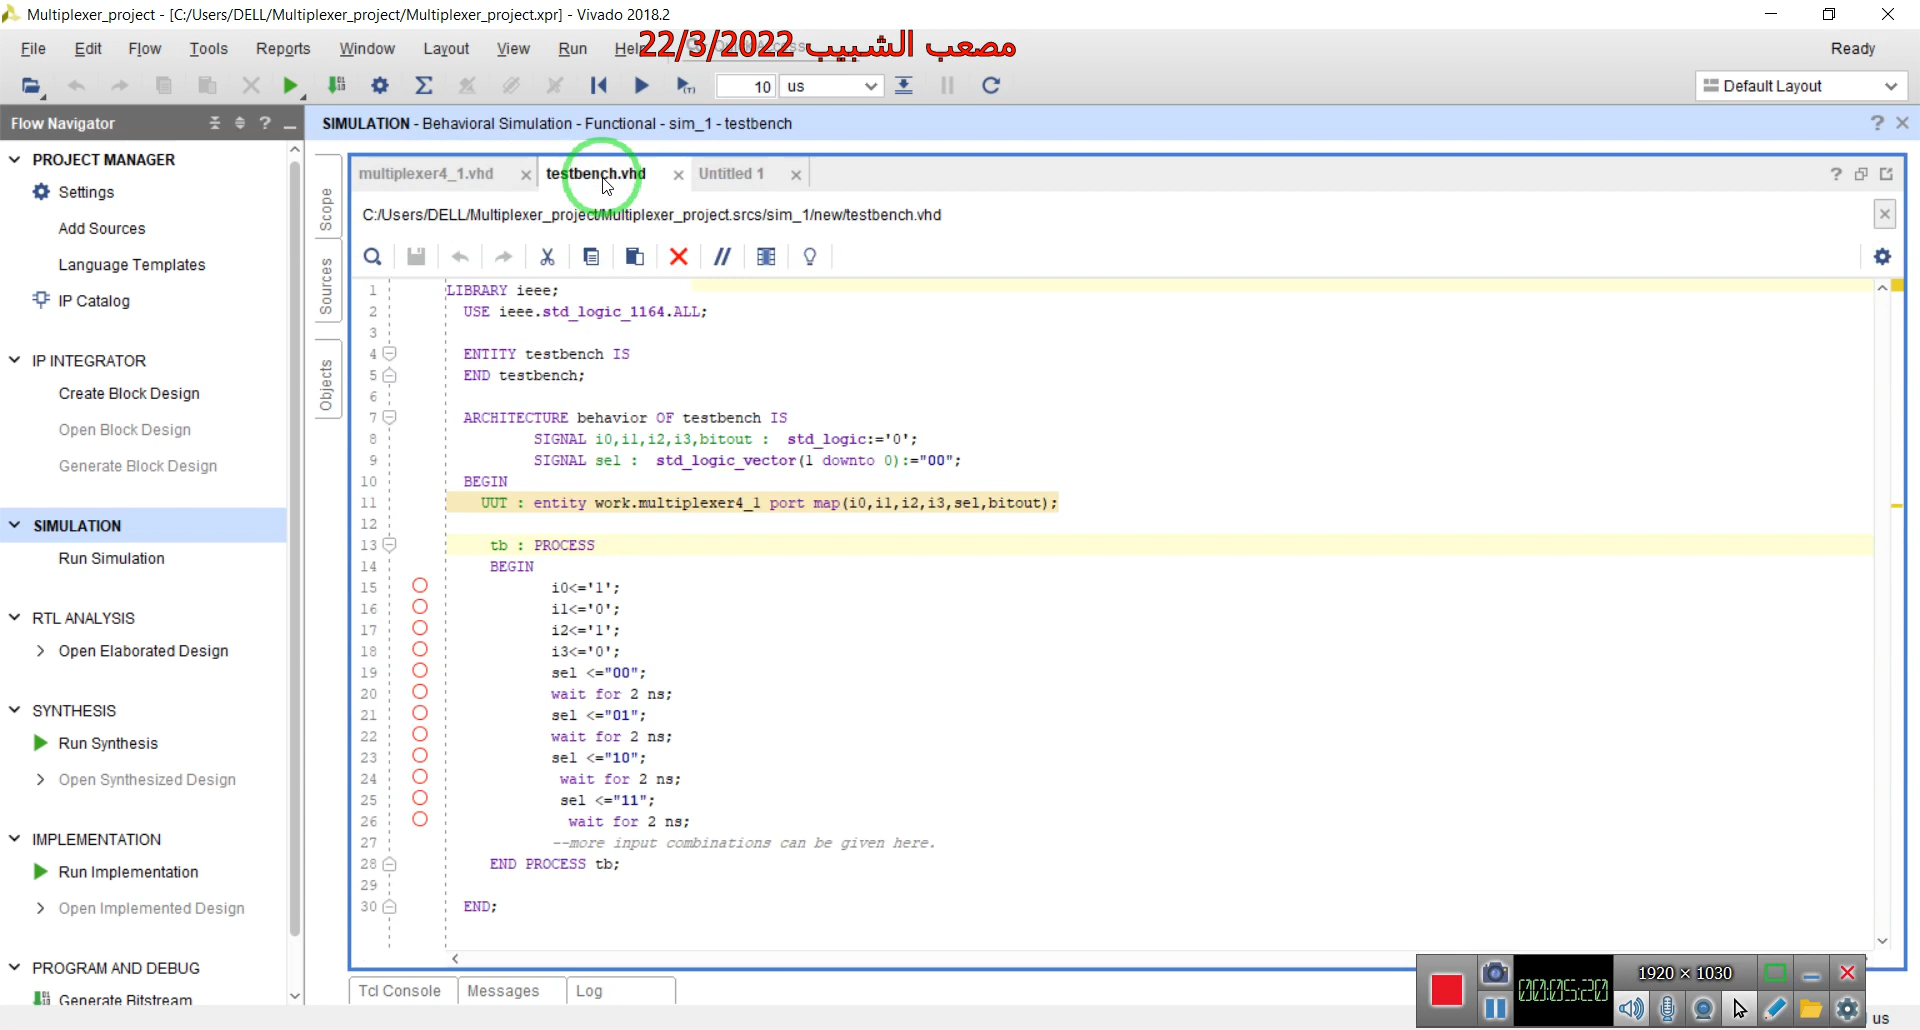 Multiplexer_project - [C:/Users/DELL/Multiplexer_project/Multiplexer_project.xpr] - Vivado 2018.2
File Edit Flow Tools Reports Window Layout View Run Help
مصعب الشبيب 22/3/2022
Ready
10 us
Default Layout
Flow Navigator
SIMULATION - Behavioral Simulation - Functional - sim_1 - testbench
PROJECT MANAGER
Settings
Add Sources
Language Templates
IP Catalog
IP INTEGRATOR
Create Block Design
Open Block Design
Generate Block Design
SIMULATION
Run Simulation
RTL ANALYSIS
Open Elaborated Design
SYNTHESIS
Run Synthesis
Open Synthesized Design
IMPLEMENTATION
Run Implementation
Open Implemented Design
PROGRAM AND DEBUG
Generate Bitstream
Scope
Sources
Objects
multiplexer4_1.vhd testbench.vhd Untitled 1
C:/Users/DELL/Multiplexer_project/Multiplexer_project.srcs/sim_1/new/testbench.vhd
1 LIBRARY ieee;
2 USE ieee.std_logic_1164.ALL;
3
4 ENTITY testbench IS
5 END testbench;
6
7 ARCHITECTURE behavior OF testbench IS
8 SIGNAL i0,i1,i2,i3,bitout : std_logic:='0';
9 SIGNAL sel : std_logic_vector(1 downto 0):="00";
10 BEGIN
11 UUT : entity work.multiplexer4_1 port map(i0,i1,i2,i3,sel,bitout);
12
13 tb : PROCESS
14 BEGIN
15 i0<='1';
16 i1<='0';
17 i2<='1';
18 i3<='0';
19 sel <="00";
20 wait for 2 ns;
21 sel <="01";
22 wait for 2 ns;
23 sel <="10";
24 wait for 2 ns;
25 sel <="11";
26 wait for 2 ns;
27 --more input combinations can be given here.
28 END PROCESS tb;
29
30 END;
Tcl Console Messages Log
1920 × 1030
00:05:20
us